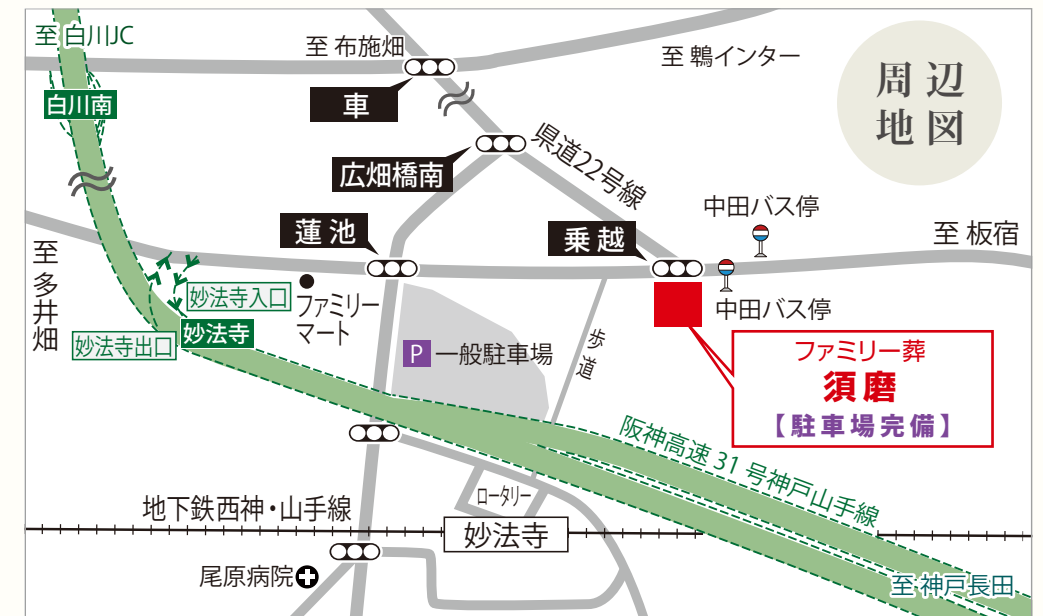 至 白川JC
至 布施畑
至 鵯インター
周辺
地図
白川南
車
広畑橋南
県道22号線
蓮池
乗越
中田バス停
至 板宿
至 多井畑
妙法寺入口
ファミリー
マート
中田バス停
妙法寺出口
妙法寺
P 一般駐車場
歩道
ファミリー葬
須磨
【駐車場完備】
阪神高速 31 号神戸山手線
ロータリー
地下鉄西神・山手線
妙法寺
尾原病院
至 神戸長田